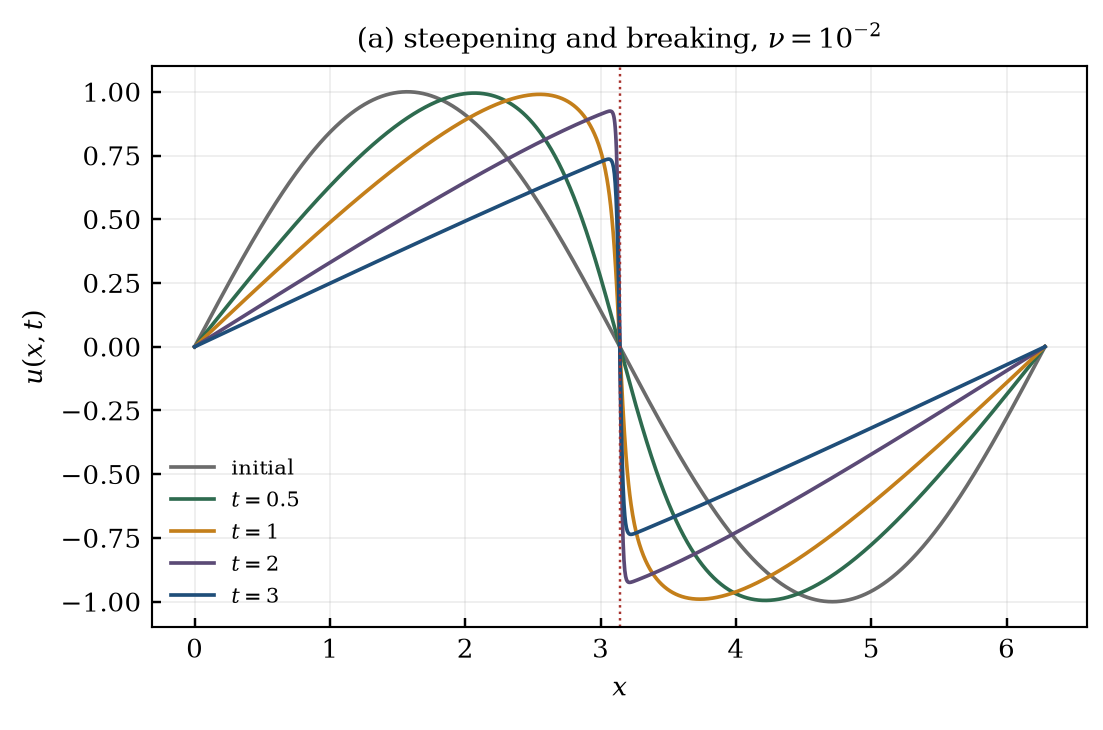 (a) steepening and breaking, ν = 10⁻²
u(x, t)
1.00
0.75
0.50
0.25
0.00
−0.25
−0.50
−0.75
−1.00
initial
t = 0.5
t = 1
t = 2
t = 3
0 1 2 3 4 5 6
x